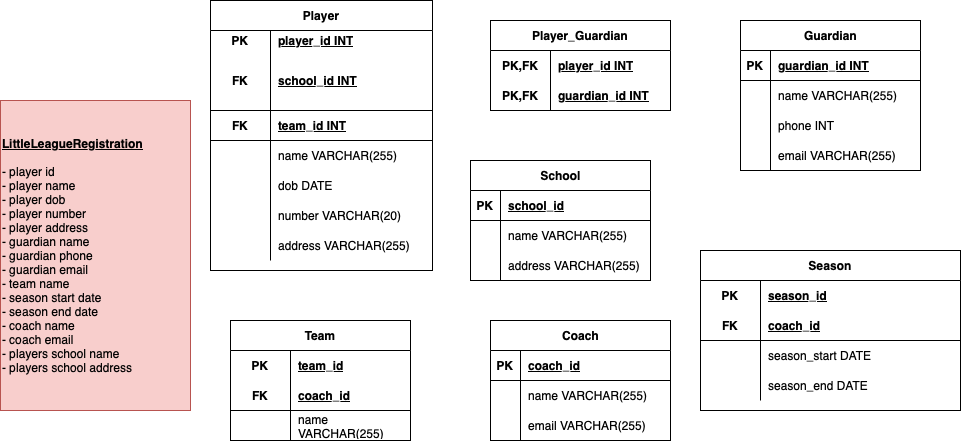 LittleLeagueRegistration
- player id
- player name
- player dob
- player number
- player address
- guardian name
- guardian phone
- guardian email
- team name
- season start date
- season end date
- coach name
- coach email
- players school name
- players school address
Player
PK player_id INT
FK school_id INT
FK team_id INT
name VARCHAR(255)
dob DATE
number VARCHAR(20)
address VARCHAR(255)
Player_Guardian
PK,FK player_id INT
PK,FK guardian_id INT
Guardian
PK guardian_id INT
name VARCHAR(255)
phone INT
email VARCHAR(255)
School
PK school_id
name VARCHAR(255)
address VARCHAR(255)
Team
PK team_id
FK coach_id
name
VARCHAR(255)
Coach
PK coach_id
name VARCHAR(255)
email VARCHAR(255)
Season
PK season_id
FK coach_id
season_start DATE
season_end DATE